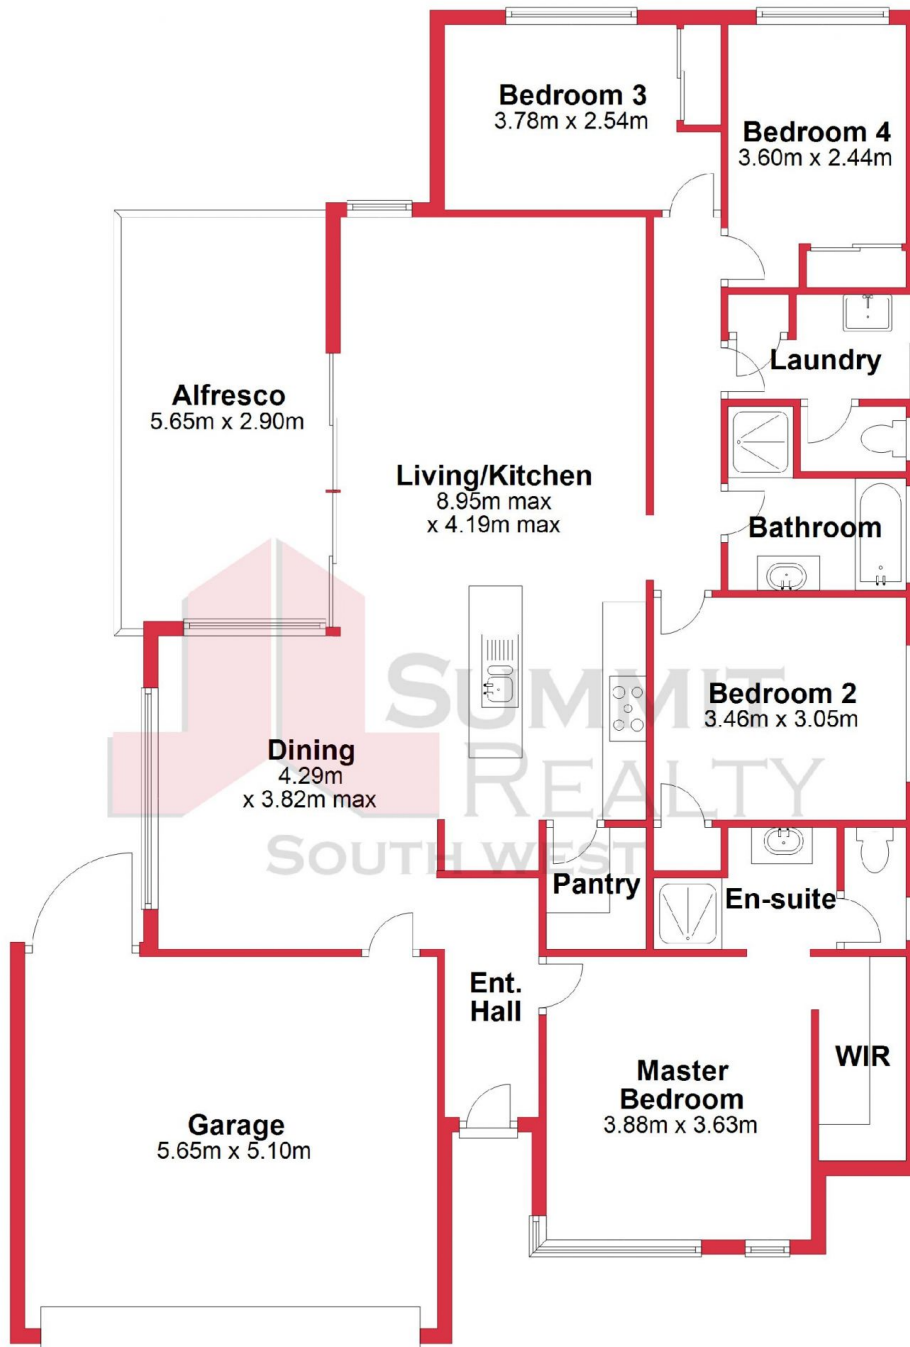 Bedroom 3
3.78m x 2.54m
Bedroom 4
3.60m x 2.44m
Laundry
Alfresco
5.65m x 2.90m
Living/Kitchen
8.95m max
x 4.19m max
Bathroom
Bedroom 2
3.46m x 3.05m
SUMMIT
REALTY
SOUTH WEST
Dining
4.29m
x 3.82m max
Pantry
En-suite
Ent.
Hall
WIR
Master
Bedroom
3.88m x 3.63m
Garage
5.65m x 5.10m